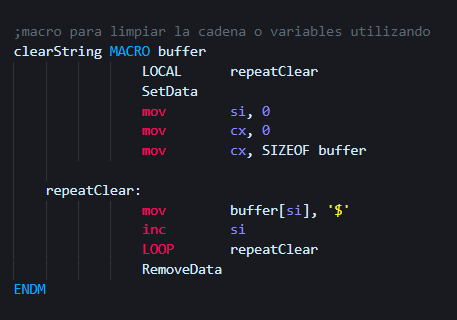 ;macro para limpiar la cadena o variables utilizando
clearString MACRO buffer
LOCAL repeatClear
SetData
mov si, 0
mov cx, 0
mov cx, SIZEOF buffer
repeatClear:
mov buffer[si], '$'
inc si
LOOP repeatClear
RemoveData
ENDM